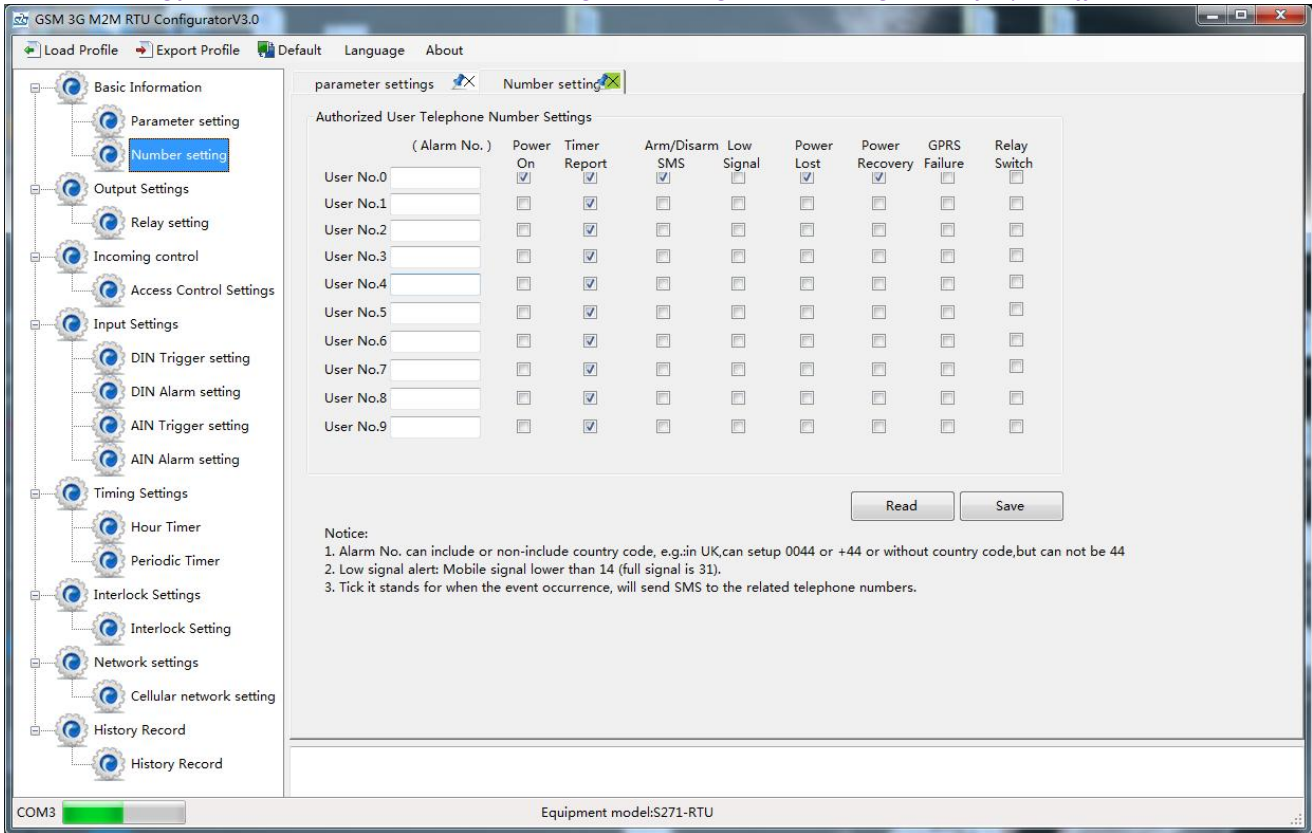 GSM 3G M2M RTU ConfiguratorV3.0
Load Profile Export Profile Default Language About
Basic Information
Parameter setting
Number setting
Output Settings
Relay setting
Incoming control
Access Control Settings
Input Settings
DIN Trigger setting
DIN Alarm setting
AIN Trigger setting
AIN Alarm setting
Timing Settings
Hour Timer
Periodic Timer
Interlock Settings
Interlock Setting
Network settings
Cellular network setting
History Record
History Record
parameter settings Number setting
Authorized User Telephone Number Settings
( Alarm No. ) Power Timer Arm/Disarm Low Power Power GPRS Relay
On Report SMS Signal Lost Recovery Failure Switch
User No.0
User No.1
User No.2
User No.3
User No.4
User No.5
User No.6
User No.7
User No.8
User No.9
Read Save
Notice:
1. Alarm No. can include or non-include country code, e.g.:in UK,can setup 0044 or +44 or without country code,but can not be 44
2. Low signal alert: Mobile signal lower than 14 (full signal is 31).
3. Tick it stands for when the event occurrence, will send SMS to the related telephone numbers.
COM3 Equipment model:S271-RTU